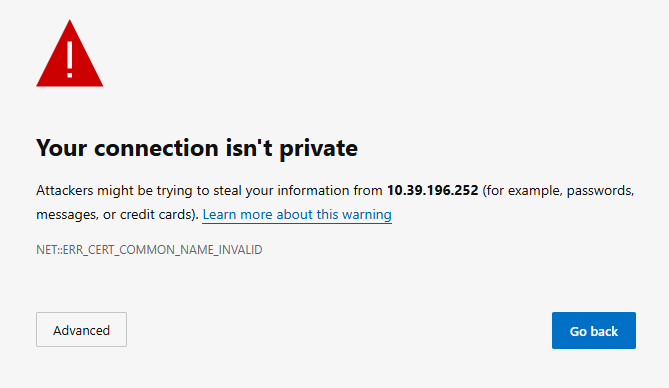 Your connection isn't private
Attackers might be trying to steal your information from 10.39.196.252 (for example, passwords,
messages, or credit cards). Learn more about this warning
NET::ERR_CERT_COMMON_NAME_INVALID
Advanced
Go back